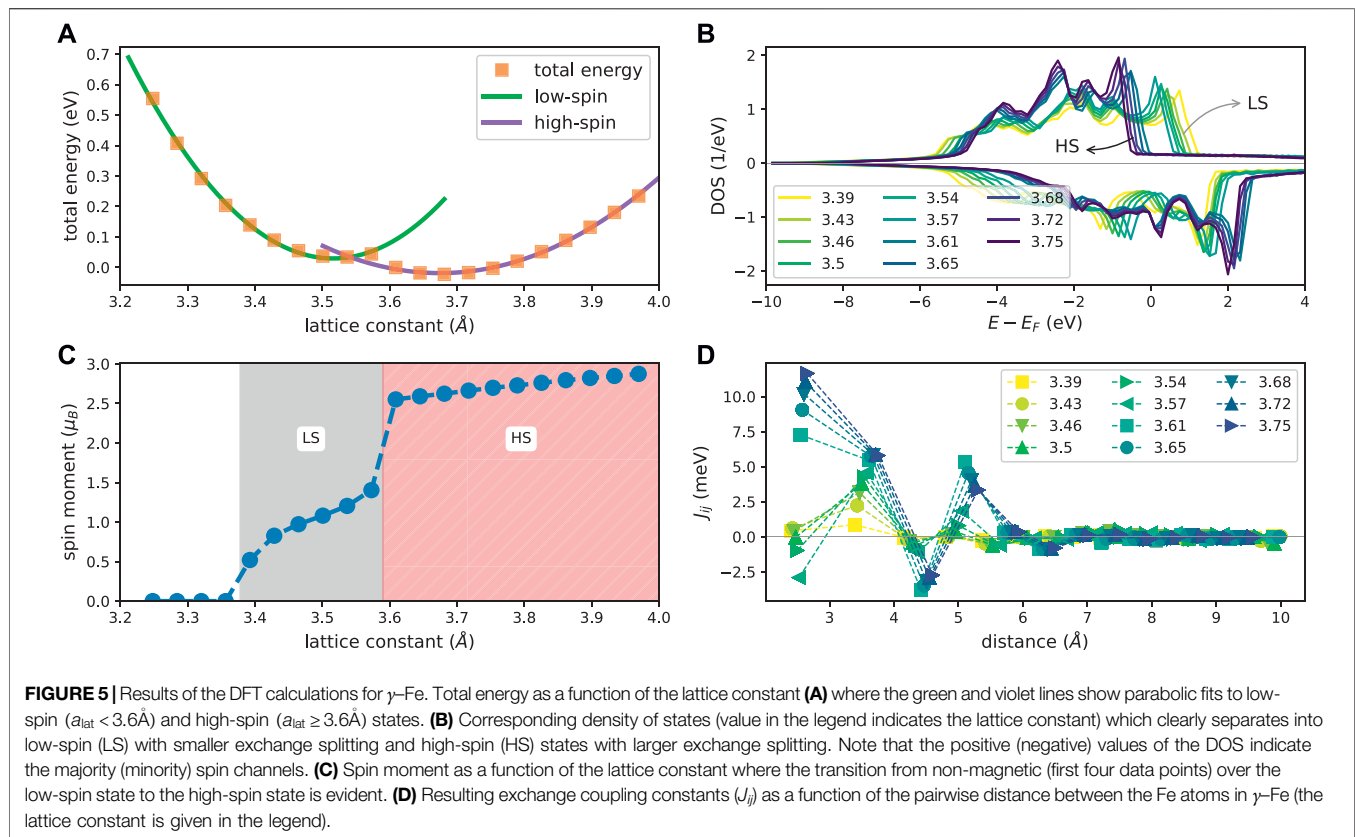 A
0.7
0.6
0.5
0.4
0.3
0.2
0.1
0.0
total energy (eV)
total energy
low-spin
high-spin
3.2 3.3 3.4 3.5 3.6 3.7 3.8 3.9 4.0
lattice constant (Å)
B
2
1
0
−1
−2
DOS (1/eV)
LS
HS
3.39 3.54 3.68
3.43 3.57 3.72
3.46 3.61 3.75
3.5 3.65
−10 −8 −6 −4 −2 0 2 4
E − E_F (eV)
C
3.0
2.5
2.0
1.5
1.0
0.5
0.0
spin moment (μ_B)
LS
HS
3.2 3.3 3.4 3.5 3.6 3.7 3.8 3.9 4.0
lattice constant (Å)
D
10.0
7.5
5.0
2.5
0.0
−2.5
J_ij (meV)
3.39 3.54 3.68
3.43 3.57 3.72
3.46 3.61 3.75
3.5 3.65
3 4 5 6 7 8 9 10
distance (Å)
FIGURE 5 | Results of the DFT calculations for γ–Fe. Total energy as a function of the lattice constant (A) where the green and violet lines show parabolic fits to low-
spin (a_lat < 3.6Å) and high-spin (a_lat ≥ 3.6Å) states. (B) Corresponding density of states (value in the legend indicates the lattice constant) which clearly separates into
low-spin (LS) with smaller exchange splitting and high-spin (HS) states with larger exchange splitting. Note that the positive (negative) values of the DOS indicate
the majority (minority) spin channels. (C) Spin moment as a function of the lattice constant where the transition from non-magnetic (first four data points) over the
low-spin state to the high-spin state is evident. (D) Resulting exchange coupling constants (J_ij) as a function of the pairwise distance between the Fe atoms in γ–Fe (the
lattice constant is given in the legend).